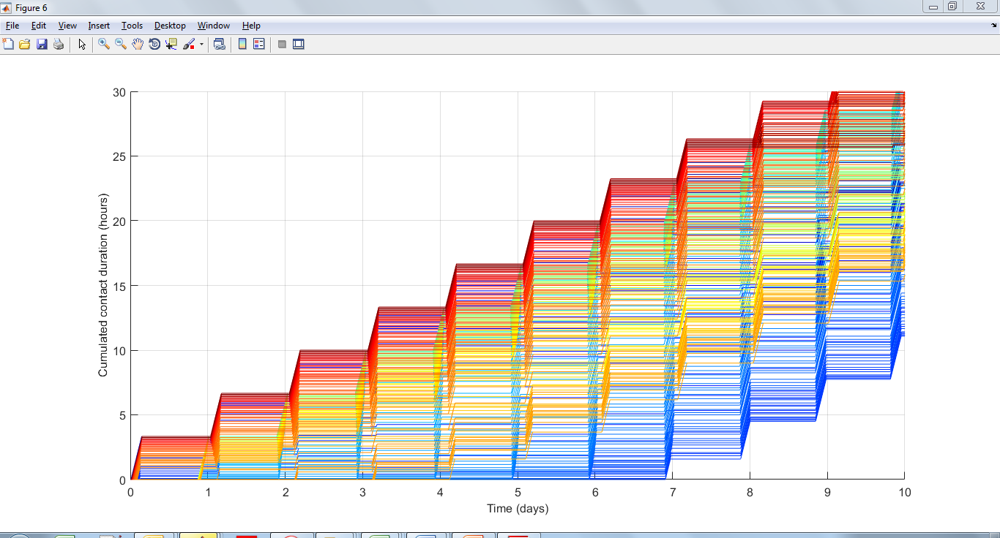 Figure 6
File Edit View Insert Tools Desktop Window Help
30
25
20
15
10
5
0
Cumulated contact duration (hours)
0 1 2 3 4 5 6 7 8 9 10
Time (days)